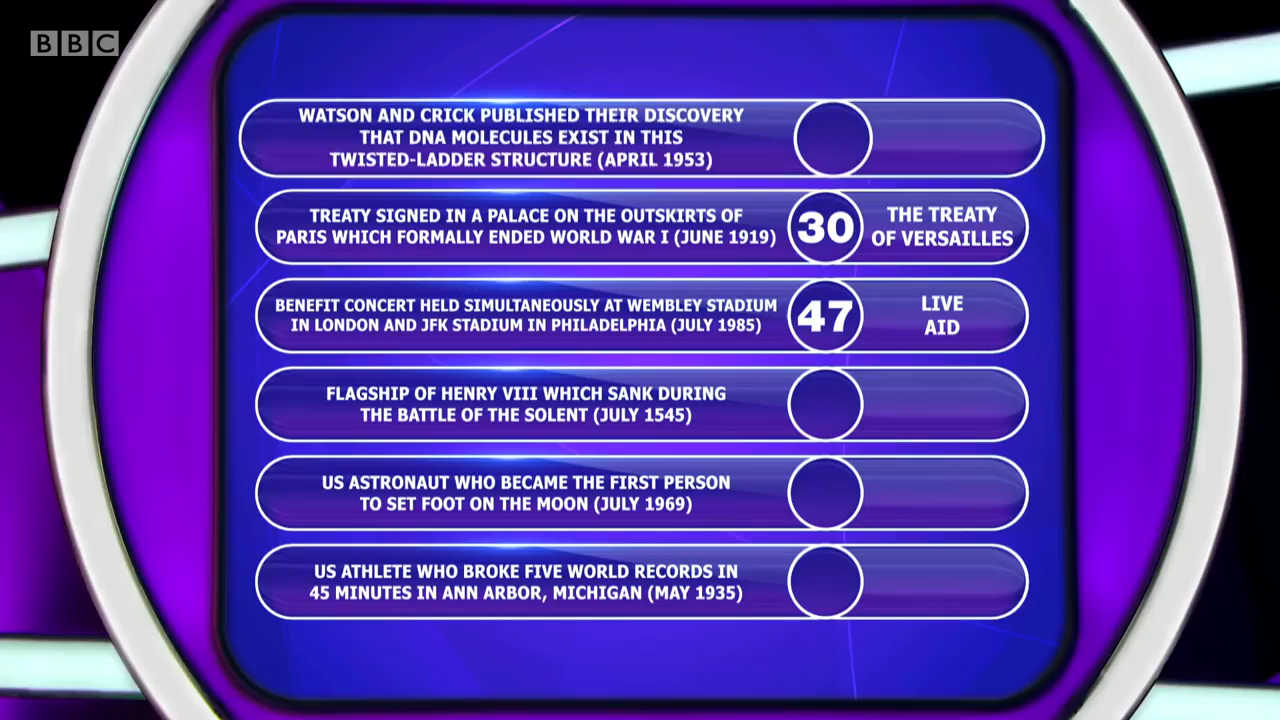 BBC
WATSON AND CRICK PUBLISHED THEIR DISCOVERY
THAT DNA MOLECULES EXIST IN THIS
TWISTED-LADDER STRUCTURE (APRIL 1953)
TREATY SIGNED IN A PALACE ON THE OUTSKIRTS OF
PARIS WHICH FORMALLY ENDED WORLD WAR I (JUNE 1919)
30
THE TREATY
OF VERSAILLES
BENEFIT CONCERT HELD SIMULTANEOUSLY AT WEMBLEY STADIUM
IN LONDON AND JFK STADIUM IN PHILADELPHIA (JULY 1985)
47
LIVE
AID
FLAGSHIP OF HENRY VIII WHICH SANK DURING
THE BATTLE OF THE SOLENT (JULY 1545)
US ASTRONAUT WHO BECAME THE FIRST PERSON
TO SET FOOT ON THE MOON (JULY 1969)
US ATHLETE WHO BROKE FIVE WORLD RECORDS IN
45 MINUTES IN ANN ARBOR, MICHIGAN (MAY 1935)